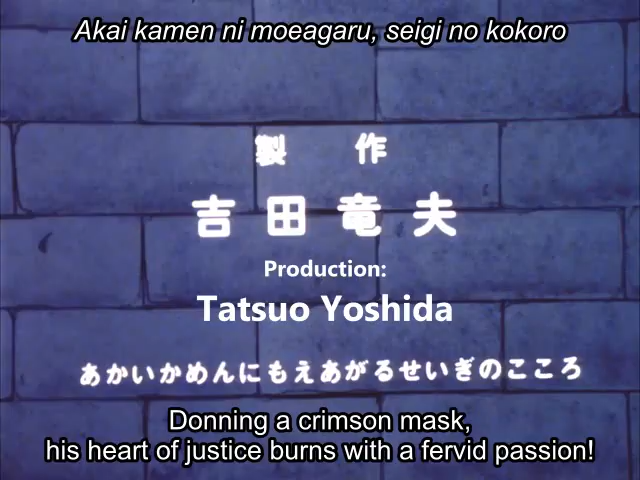 Akai kamen ni moeagaru, seigi no kokoro
製 作
吉 田 竜 夫
Production:
Tatsuo Yoshida
あかいかめんにもえあがるせいぎのこころ
Donning a crimson mask,
his heart of justice burns with a fervid passion!